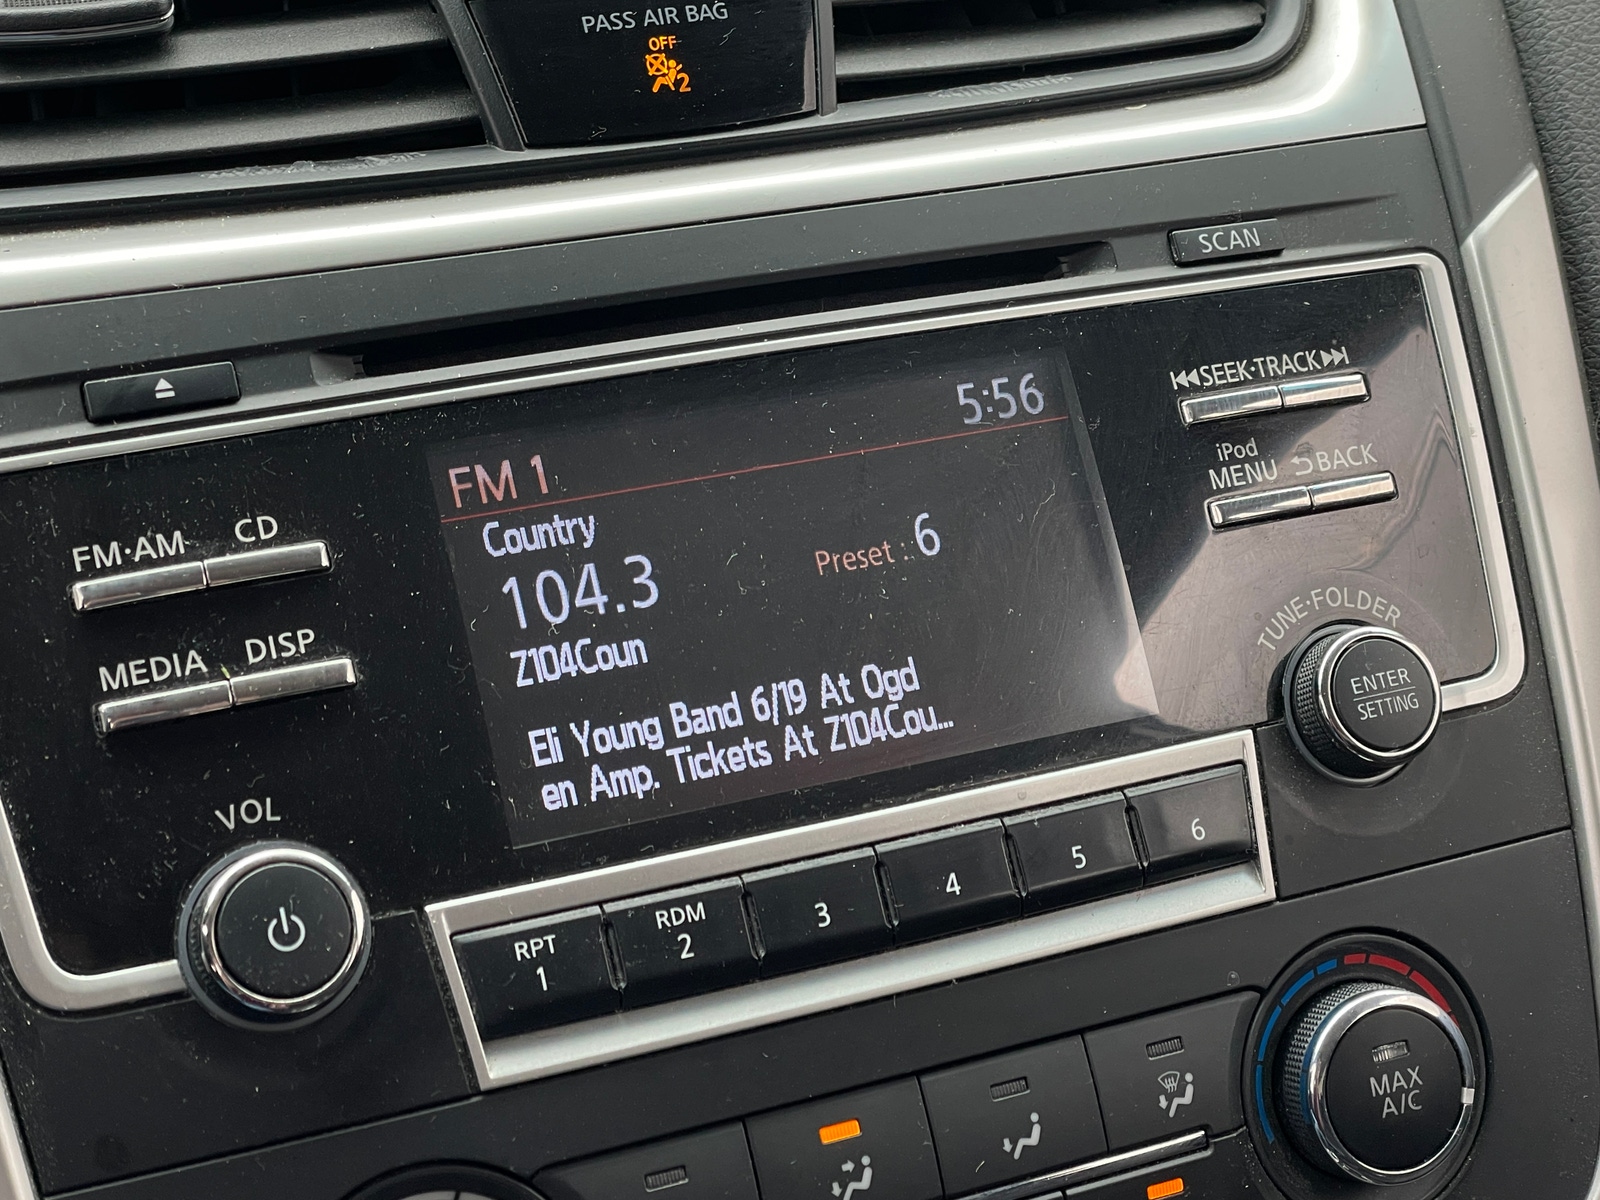 PASS AIR BAG
OFF
2
SCAN
SEEK·TRACK
iPod
MENU
BACK
5:56
FM 1
Country
104.3
Preset : 6
Z104Coun
Eli Young Band 6/19 At Ogd
en Amp. Tickets At Z104Cou...
FM·AM
CD
MEDIA
DISP
VOL
TUNE·FOLDER
ENTER
SETTING
RPT
1
RDM
2
3
4
5
6
MAX
A/C